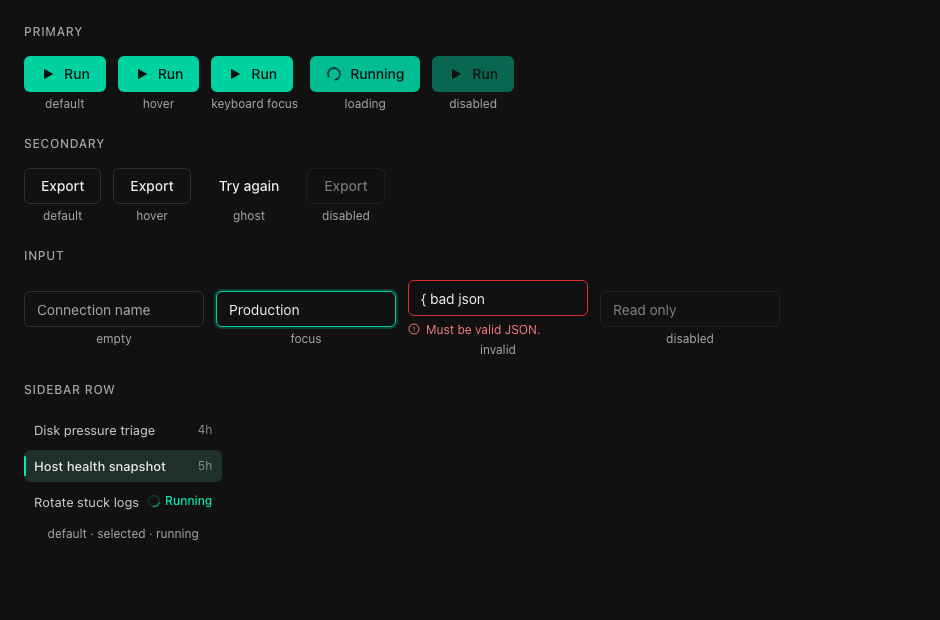 PRIMARY
Run Run Run Running Run
default hover keyboard focus loading disabled
SECONDARY
Export Export Try again Export
default hover ghost disabled
INPUT
Connection name Production { bad json Read only
Must be valid JSON.
empty focus invalid disabled
SIDEBAR ROW
Disk pressure triage 4h
Host health snapshot 5h
Rotate stuck logs Running
default · selected · running